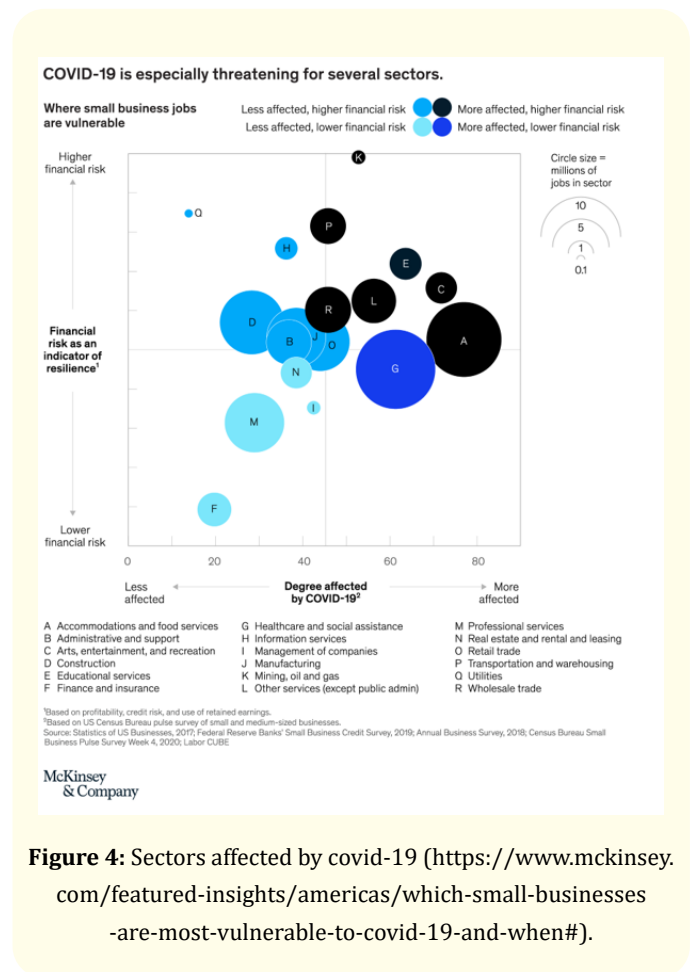 COVID-19 is especially threatening for several sectors.
Where small business jobs
are vulnerable
Less affected, higher financial risk
More affected, higher financial risk
Less affected, lower financial risk
More affected, lower financial risk
Higher
financial risk
Financial
risk as an
indicator of
resilience¹
Lower
financial risk
K
Q
P
H
E
C
L
R
D
J
B
O
A
G
N
I
M
F
Circle size =
millions of
jobs in sector
10
5
1
0.1
0 20 40 60 80
Less
affected
Degree affected
by COVID-19²
More
affected
A Accommodations and food services
B Administrative and support
C Arts, entertainment, and recreation
D Construction
E Educational services
F Finance and insurance
G Healthcare and social assistance
H Information services
I Management of companies
J Manufacturing
K Mining, oil and gas
L Other services (except public admin)
M Professional services
N Real estate and rental and leasing
O Retail trade
P Transportation and warehousing
Q Utilities
R Wholesale trade
¹Based on profitability, credit risk, and use of retained earnings.
²Based on US Census Bureau pulse survey of small and medium-sized businesses.
Source: Statistics of US Businesses, 2017; Federal Reserve Banks' Small Business Credit Survey, 2019; Annual Business Survey, 2018; Census Bureau Small
Business Pulse Survey Week 4, 2020; Labor CUBE
McKinsey
& Company
Figure 4: Sectors affected by covid-19 (https://www.mckinsey.
com/featured-insights/americas/which-small-businesses
-are-most-vulnerable-to-covid-19-and-when#).